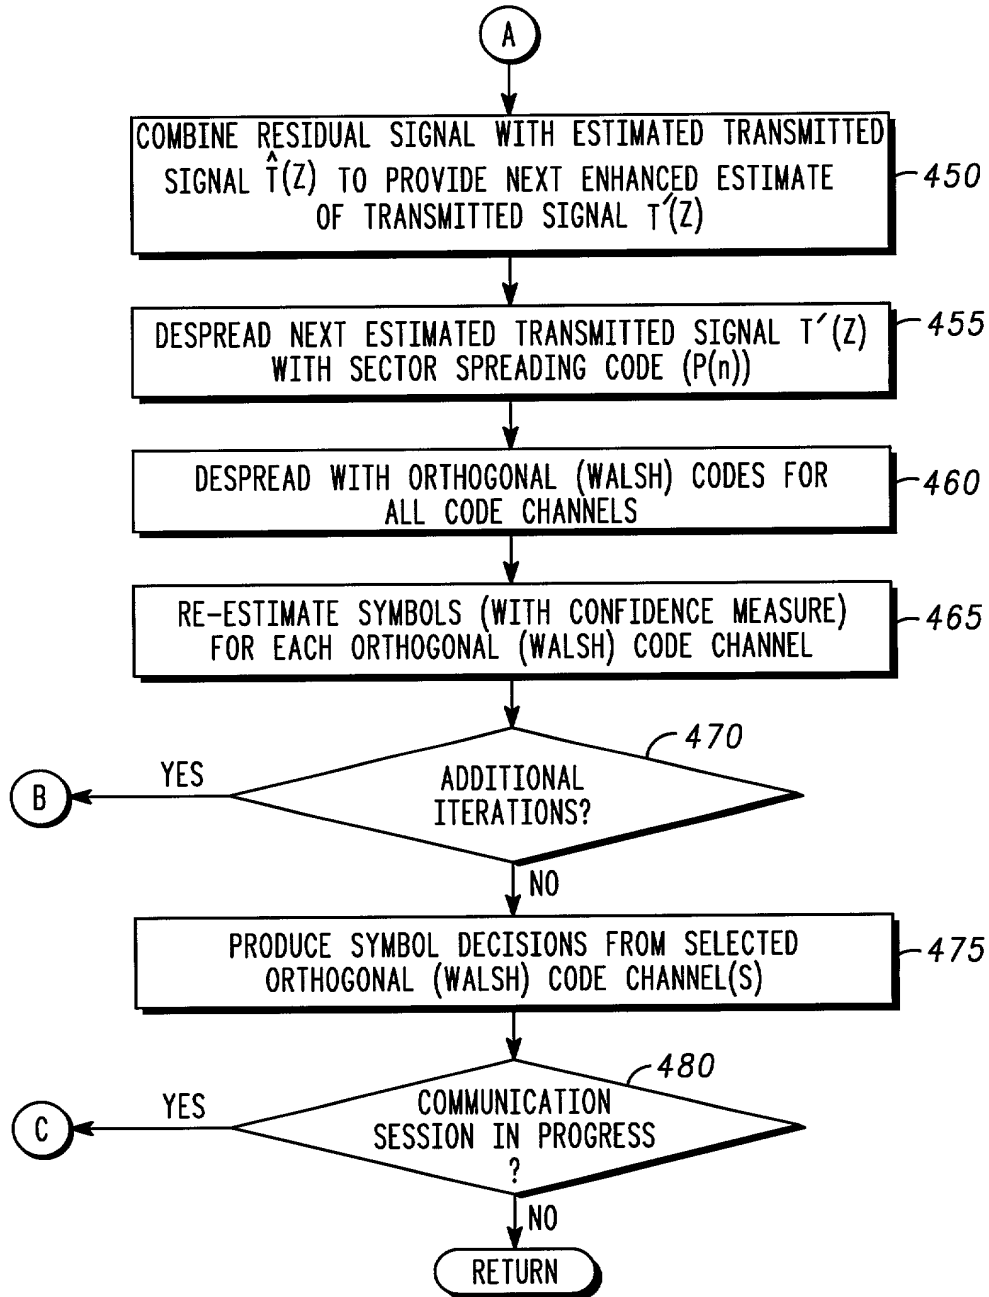 A
COMBINE RESIDUAL SIGNAL WITH ESTIMATED TRANSMITTED
SIGNAL T̂(Z) TO PROVIDE NEXT ENHANCED ESTIMATE
OF TRANSMITTED SIGNAL T′(Z)
450
DESPREAD NEXT ESTIMATED TRANSMITTED SIGNAL T′(Z)
WITH SECTOR SPREADING CODE (P(n))
455
DESPREAD WITH ORTHOGONAL (WALSH) CODES FOR
ALL CODE CHANNELS
460
RE-ESTIMATE SYMBOLS (WITH CONFIDENCE MEASURE)
FOR EACH ORTHOGONAL (WALSH) CODE CHANNEL
465
470
ADDITIONAL
ITERATIONS?
YES
B
NO
PRODUCE SYMBOL DECISIONS FROM SELECTED
ORTHOGONAL (WALSH) CODE CHANNEL(S)
475
480
COMMUNICATION
SESSION IN PROGRESS
?
YES
C
NO
RETURN